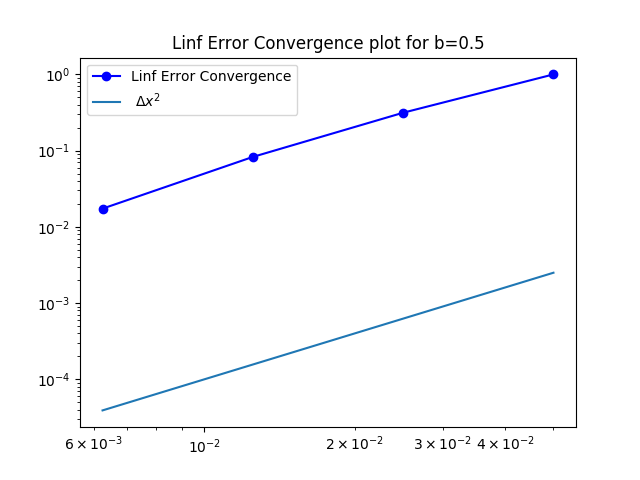 Linf Error Convergence plot for b=0.5
Linf Error Convergence
Δx²
10⁰
10⁻¹
10⁻²
10⁻³
10⁻⁴
6 × 10⁻³ 10⁻² 2 × 10⁻² 3 × 10⁻² 4 × 10⁻²